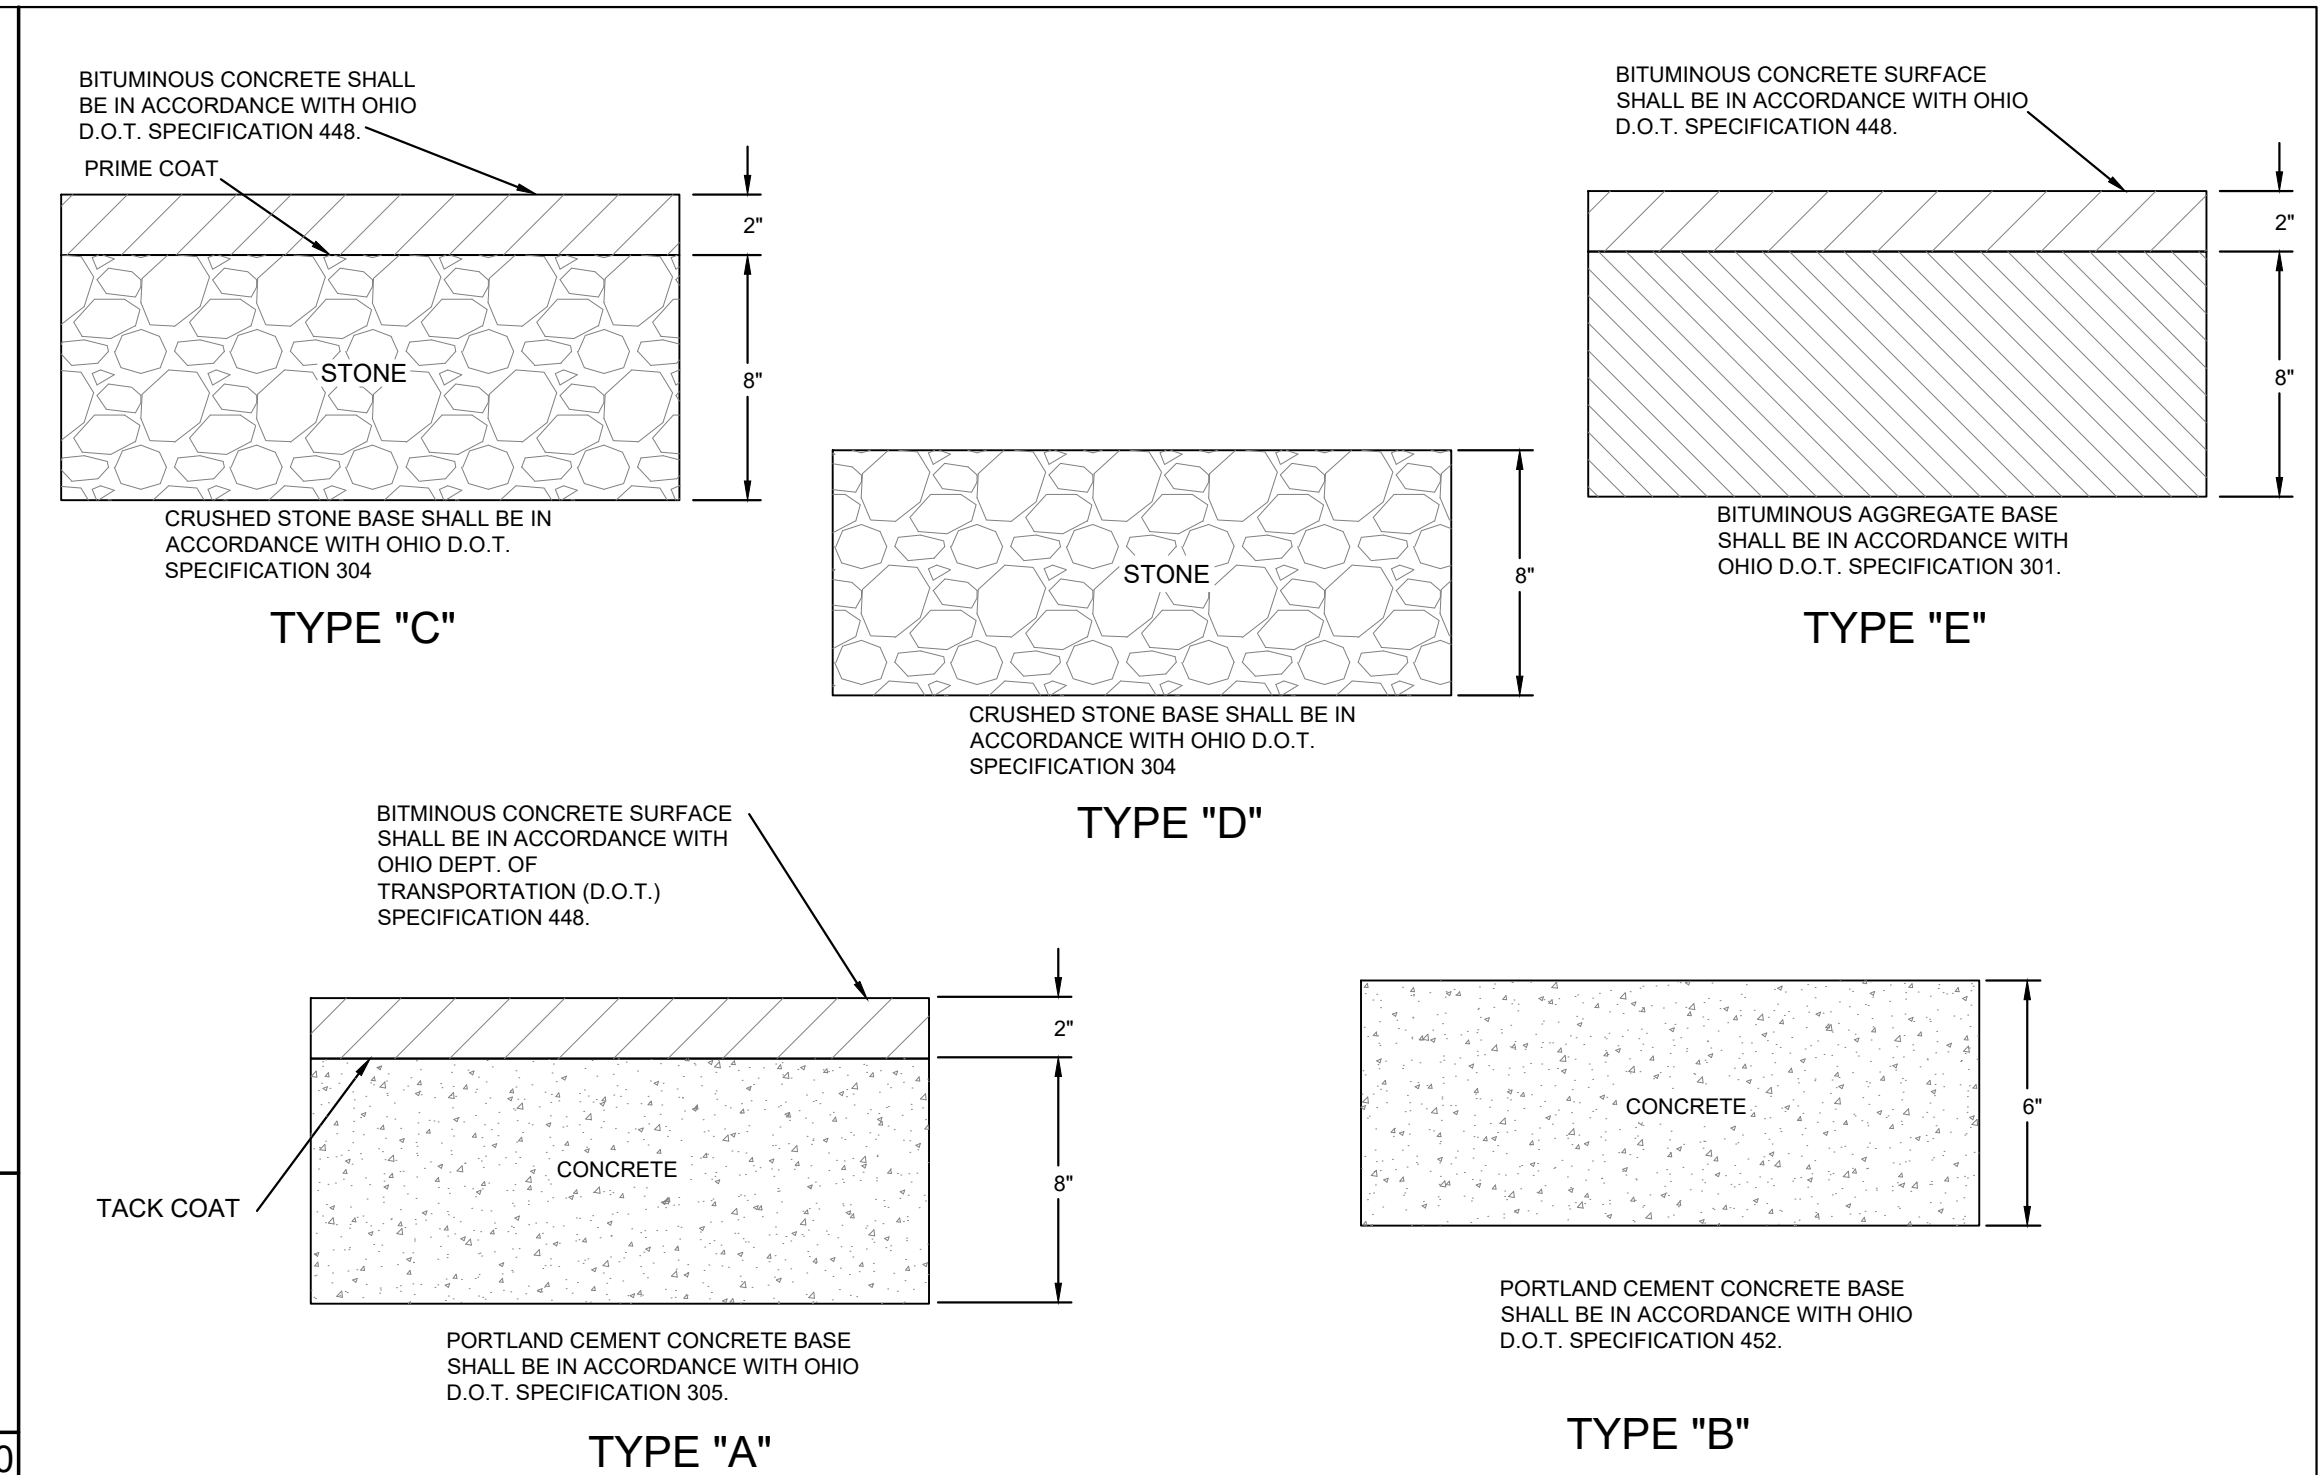 BITUMINOUS CONCRETE SHALL
BE IN ACCORDANCE WITH OHIO
D.O.T. SPECIFICATION 448.
PRIME COAT
2"
8"
STONE
CRUSHED STONE BASE SHALL BE IN
ACCORDANCE WITH OHIO D.O.T.
SPECIFICATION 304
TYPE "C"
STONE
8"
CRUSHED STONE BASE SHALL BE IN
ACCORDANCE WITH OHIO D.O.T.
SPECIFICATION 304
TYPE "D"
BITUMINOUS CONCRETE SURFACE
SHALL BE IN ACCORDANCE WITH OHIO
D.O.T. SPECIFICATION 448.
2"
8"
BITUMINOUS AGGREGATE BASE
SHALL BE IN ACCORDANCE WITH
OHIO D.O.T. SPECIFICATION 301.
TYPE "E"
BITMINOUS CONCRETE SURFACE
SHALL BE IN ACCORDANCE WITH
OHIO DEPT. OF
TRANSPORTATION (D.O.T.)
SPECIFICATION 448.
2"
8"
CONCRETE
TACK COAT
PORTLAND CEMENT CONCRETE BASE
SHALL BE IN ACCORDANCE WITH OHIO
D.O.T. SPECIFICATION 305.
TYPE "A"
CONCRETE
6"
PORTLAND CEMENT CONCRETE BASE
SHALL BE IN ACCORDANCE WITH OHIO
D.O.T. SPECIFICATION 452.
TYPE "B"
0